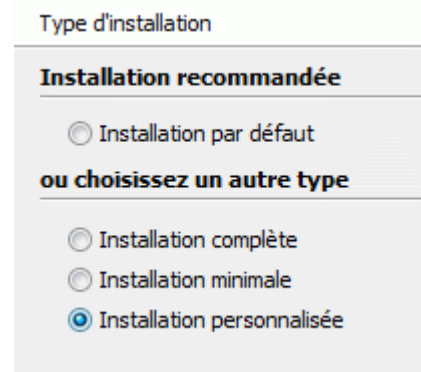 Type d'installation
Installation recommandée
Installation par défaut
ou choisissez un autre type
Installation complète
Installation minimale
Installation personnalisée